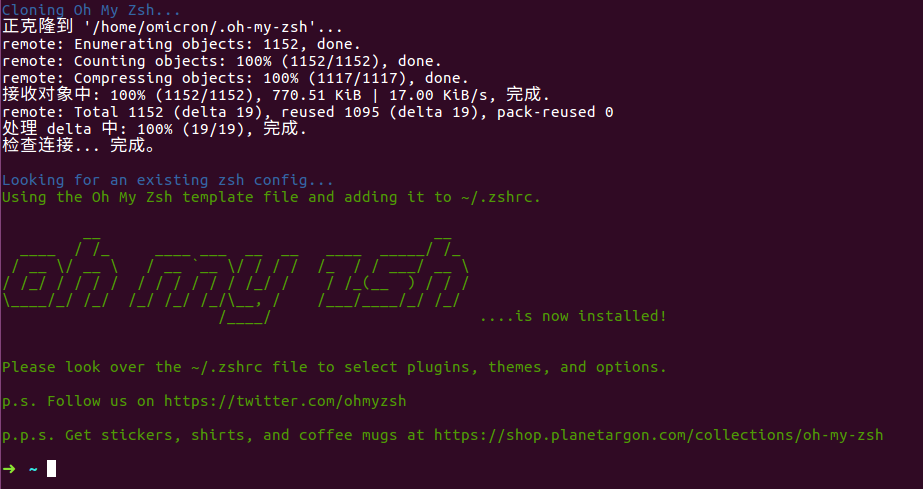 Cloning Oh My Zsh...
正克隆到 '/home/omicron/.oh-my-zsh'...
remote: Enumerating objects: 1152, done.
remote: Counting objects: 100% (1152/1152), done.
remote: Compressing objects: 100% (1117/1117), done.
接收对象中: 100% (1152/1152), 770.51 KiB | 17.00 KiB/s, 完成.
remote: Total 1152 (delta 19), reused 1095 (delta 19), pack-reused 0
处理 delta 中: 100% (19/19), 完成.
检查连接... 完成。
Looking for an existing zsh config...
Using the Oh My Zsh template file and adding it to ~/.zshrc.
oh my zsh
....is now installed!
Please look over the ~/.zshrc file to select plugins, themes, and options.
p.s. Follow us on https://twitter.com/ohmyzsh
p.p.s. Get stickers, shirts, and coffee mugs at https://shop.planetargon.com/collections/oh-my-zsh
➜ ~